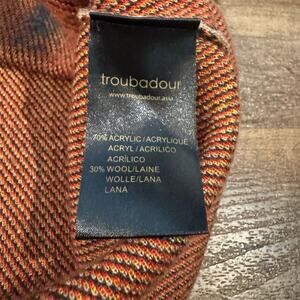 troubadour
www.troubadour.asia
70% ACRYLIC/ACRYLIQUE
ACRYL/ACRILICO
ACRÍLICO
30% WOOL/LAINE
WOLLE/LANA
LANA